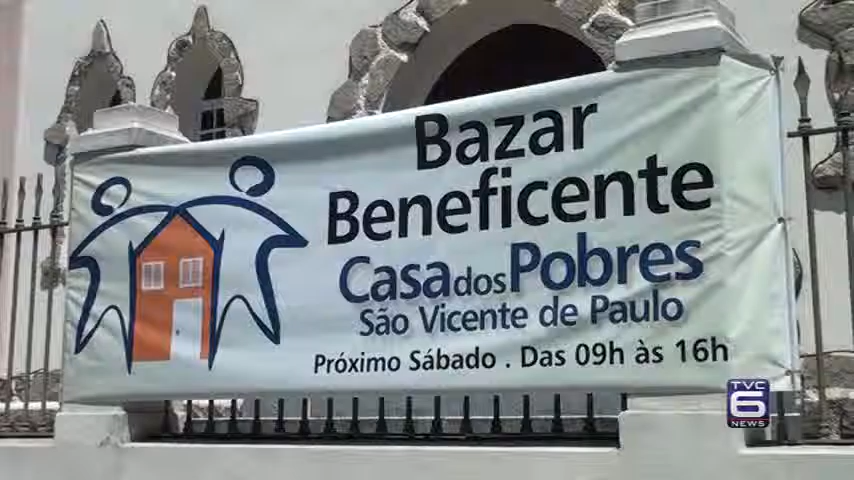 Bazar
Beneficente
Casa dos Pobres
São Vicente de Paulo
Próximo Sábado . Das 09h às 16h
TVC
6
NEWS